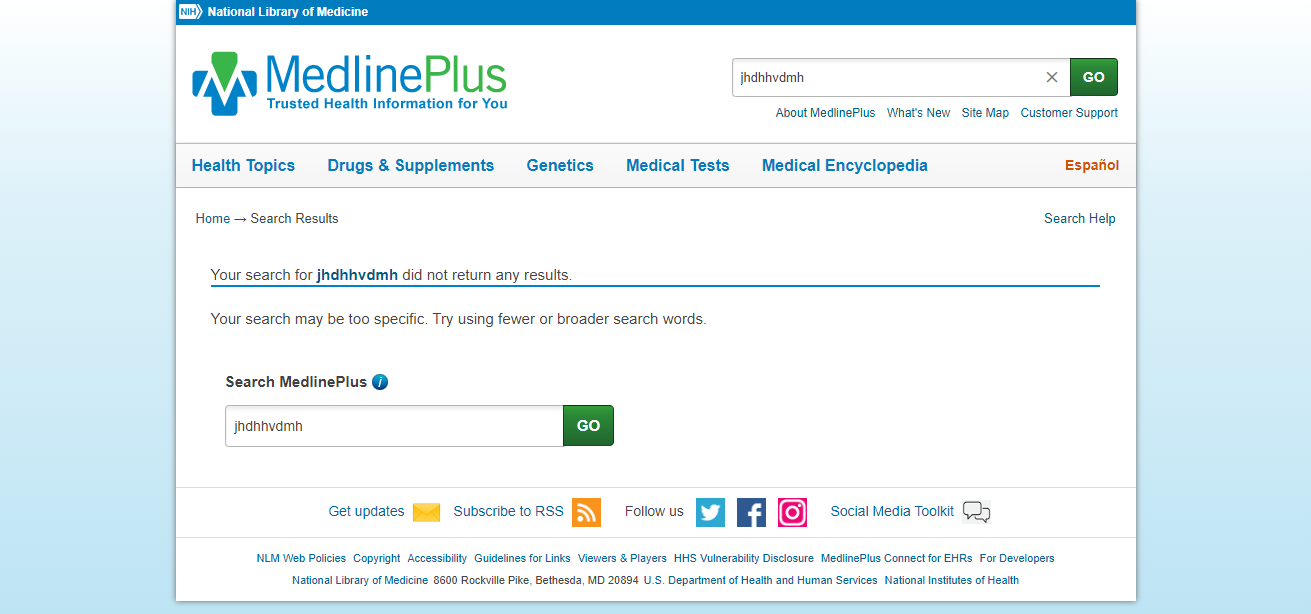 NIH National Library of Medicine
MedlinePlus
Trusted Health Information for You
jhdhhvdmh GO
About MedlinePlus What's New Site Map Customer Support
Health Topics Drugs & Supplements Genetics Medical Tests Medical Encyclopedia Español
Home → Search Results Search Help
Your search for jhdhhvdmh did not return any results.
Your search may be too specific. Try using fewer or broader search words.
Search MedlinePlus i
jhdhhvdmh GO
Get updates Subscribe to RSS Follow us Social Media Toolkit
NLM Web Policies Copyright Accessibility Guidelines for Links Viewers & Players HHS Vulnerability Disclosure MedlinePlus Connect for EHRs For Developers
National Library of Medicine 8600 Rockville Pike, Bethesda, MD 20894 U.S. Department of Health and Human Services National Institutes of Health